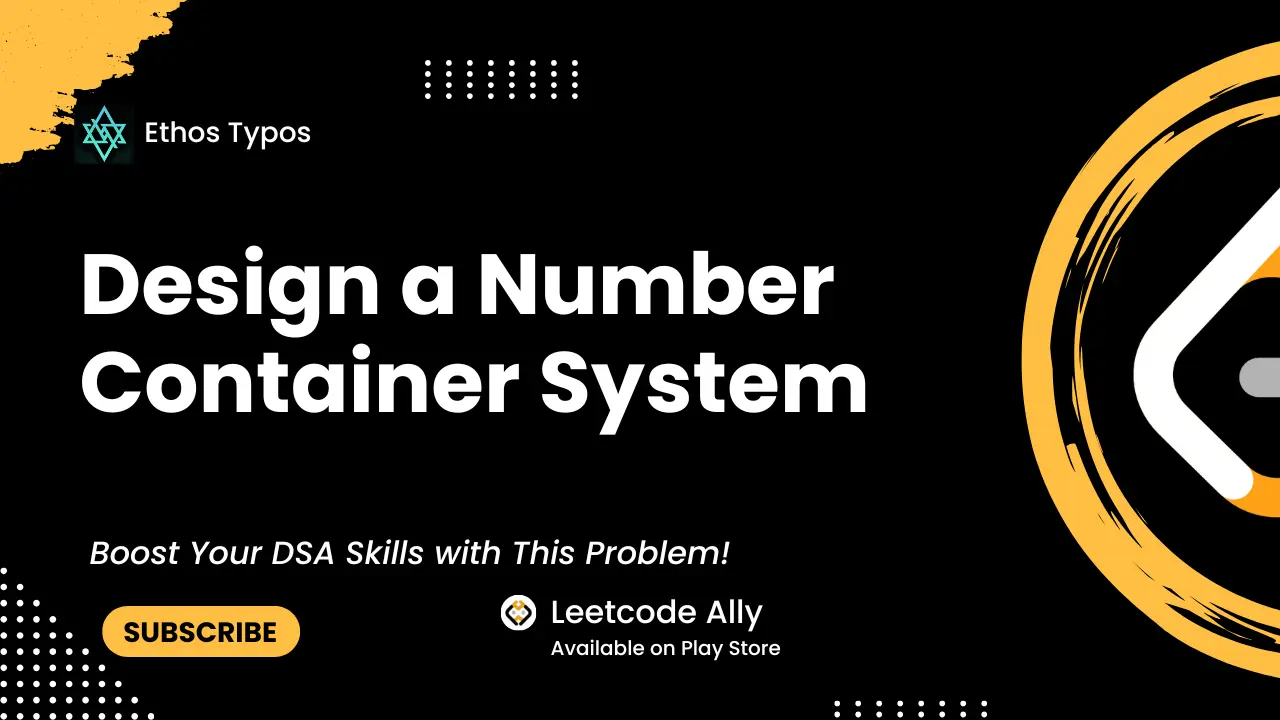 Ethos Typos
Design a Number
Container System
Boost Your DSA Skills with This Problem!
SUBSCRIBE
Leetcode Ally
Available on Play Store